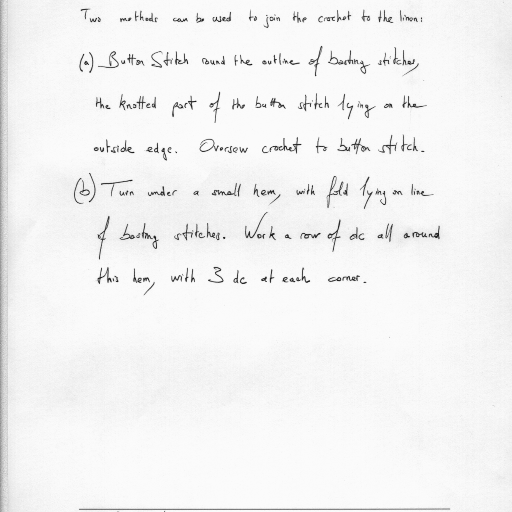 Two methods can be used to join the crochet to the linen:
(a) Button Stitch round the outline of basting stitches,
the knotted part of the button stitch lying on the
outside edge. Oversew crochet to button stitch.
(b) Turn under a small hem, with fold lying on line
of basting stitches. Work a row of dc all around
this hem, with 3 dc at each corner.